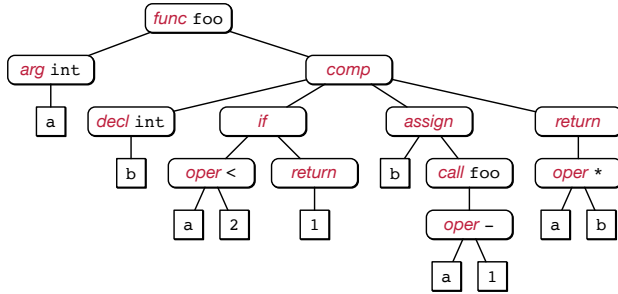 func foo
arg int
comp
a
decl int
if
assign
return
b
oper <
return
b
call foo
oper *
a
2
1
oper –
a
b
a
1